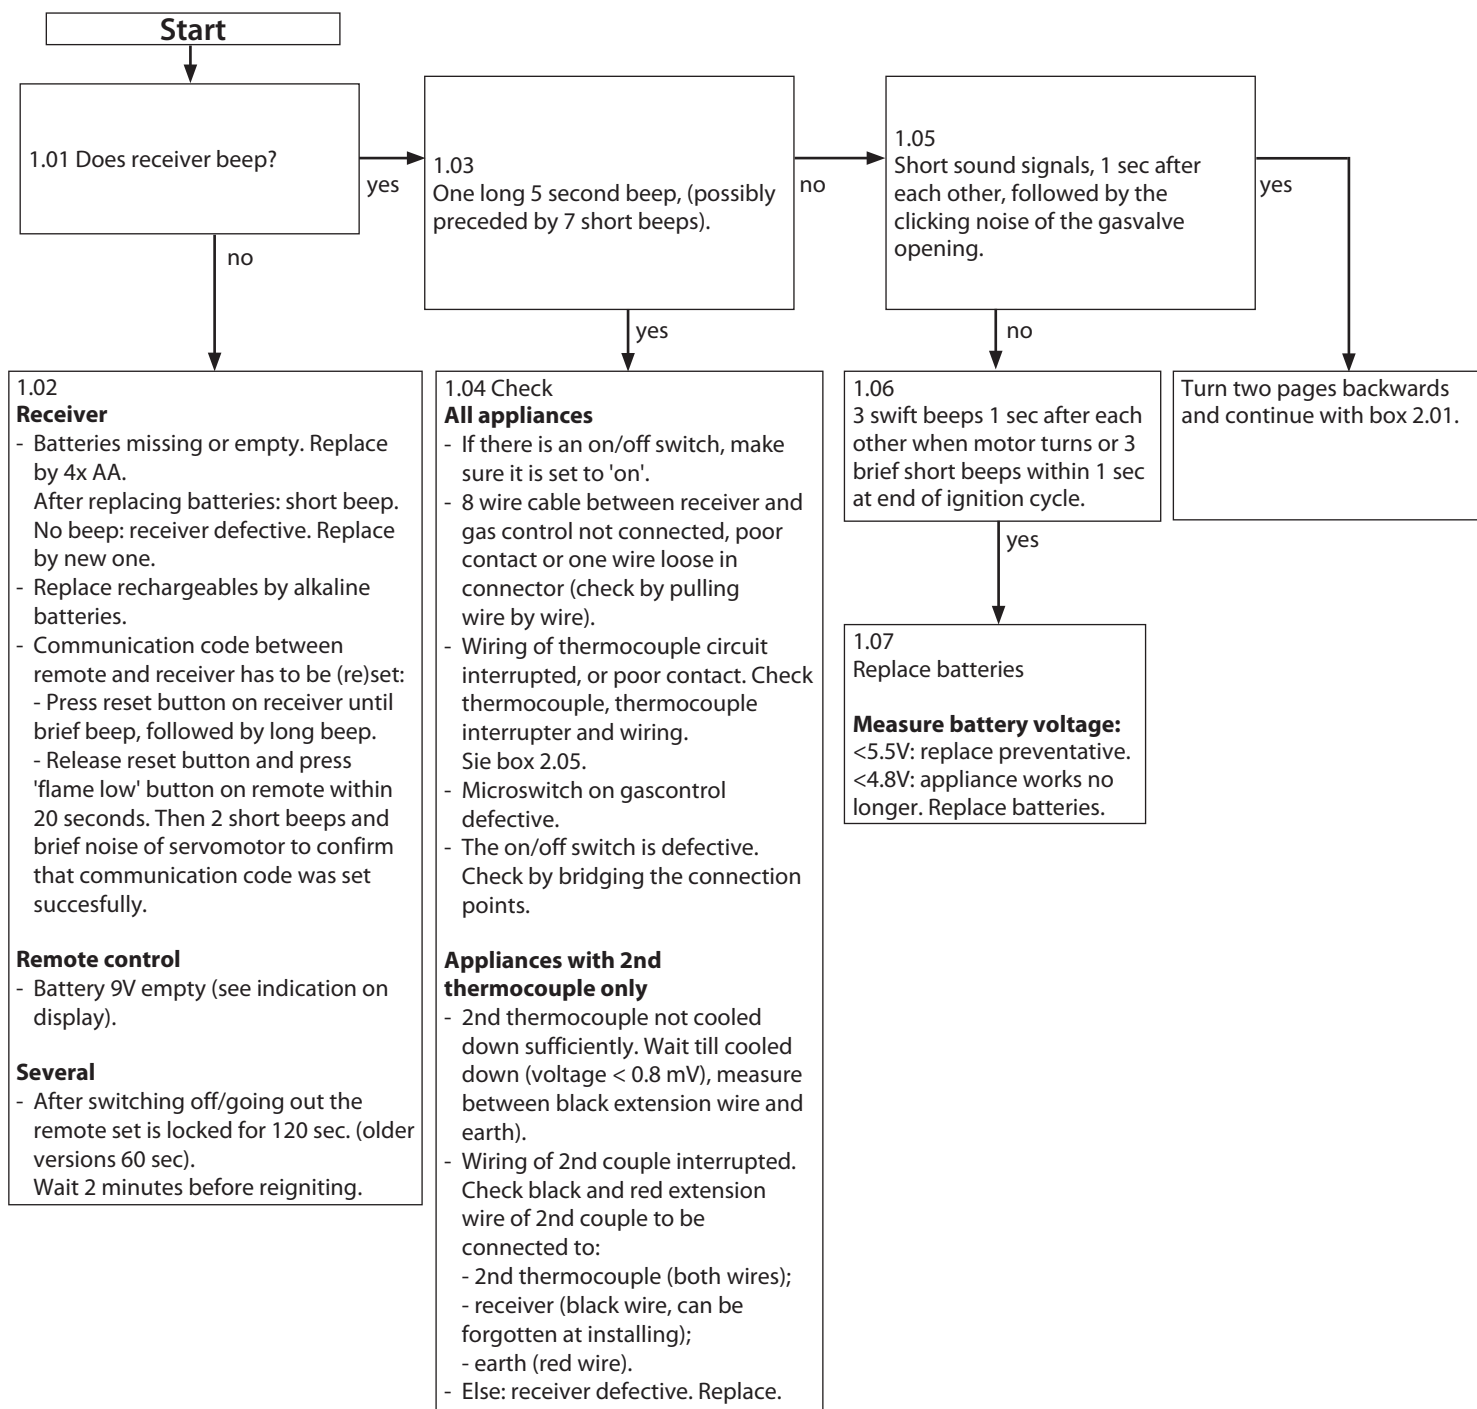 Start
1.01 Does receiver beep?
yes
no
1.03
One long 5 second beep, (possibly
preceded by 7 short beeps).
no
yes
1.05
Short sound signals, 1 sec after
each other, followed by the
clicking noise of the gasvalve
opening.
yes
no
1.02
Receiver
- Batteries missing or empty. Replace
by 4x AA.
After replacing batteries: short beep.
No beep: receiver defective. Replace
by new one.
- Replace rechargeables by alkaline
batteries.
- Communication code between
remote and receiver has to be (re)set:
- Press reset button on receiver until
brief beep, followed by long beep.
- Release reset button and press
'flame low' button on remote within
20 seconds. Then 2 short beeps and
brief noise of servomotor to confirm
that communication code was set
succesfully.
Remote control
- Battery 9V empty (see indication on
display).
Several
- After switching off/going out the
remote set is locked for 120 sec. (older
versions 60 sec).
Wait 2 minutes before reigniting.
1.04 Check
All appliances
- If there is an on/off switch, make
sure it is set to 'on'.
- 8 wire cable between receiver and
gas control not connected, poor
contact or one wire loose in
connector (check by pulling
wire by wire).
- Wiring of thermocouple circuit
interrupted, or poor contact. Check
thermocouple, thermocouple
interrupter and wiring.
Sie box 2.05.
- Microswitch on gascontrol
defective.
- The on/off switch is defective.
Check by bridging the connection
points.
Appliances with 2nd
thermocouple only
- 2nd thermocouple not cooled
down sufficiently. Wait till cooled
down (voltage < 0.8 mV), measure
between black extension wire and
earth).
- Wiring of 2nd couple interrupted.
Check black and red extension
wire of 2nd couple to be
connected to:
- 2nd thermocouple (both wires);
- receiver (black wire, can be
forgotten at installing);
- earth (red wire).
- Else: receiver defective. Replace.
1.06
3 swift beeps 1 sec after each
other when motor turns or 3
brief short beeps within 1 sec
at end of ignition cycle.
yes
1.07
Replace batteries
Measure battery voltage:
<5.5V: replace preventative.
<4.8V: appliance works no
longer. Replace batteries.
Turn two pages backwards
and continue with box 2.01.